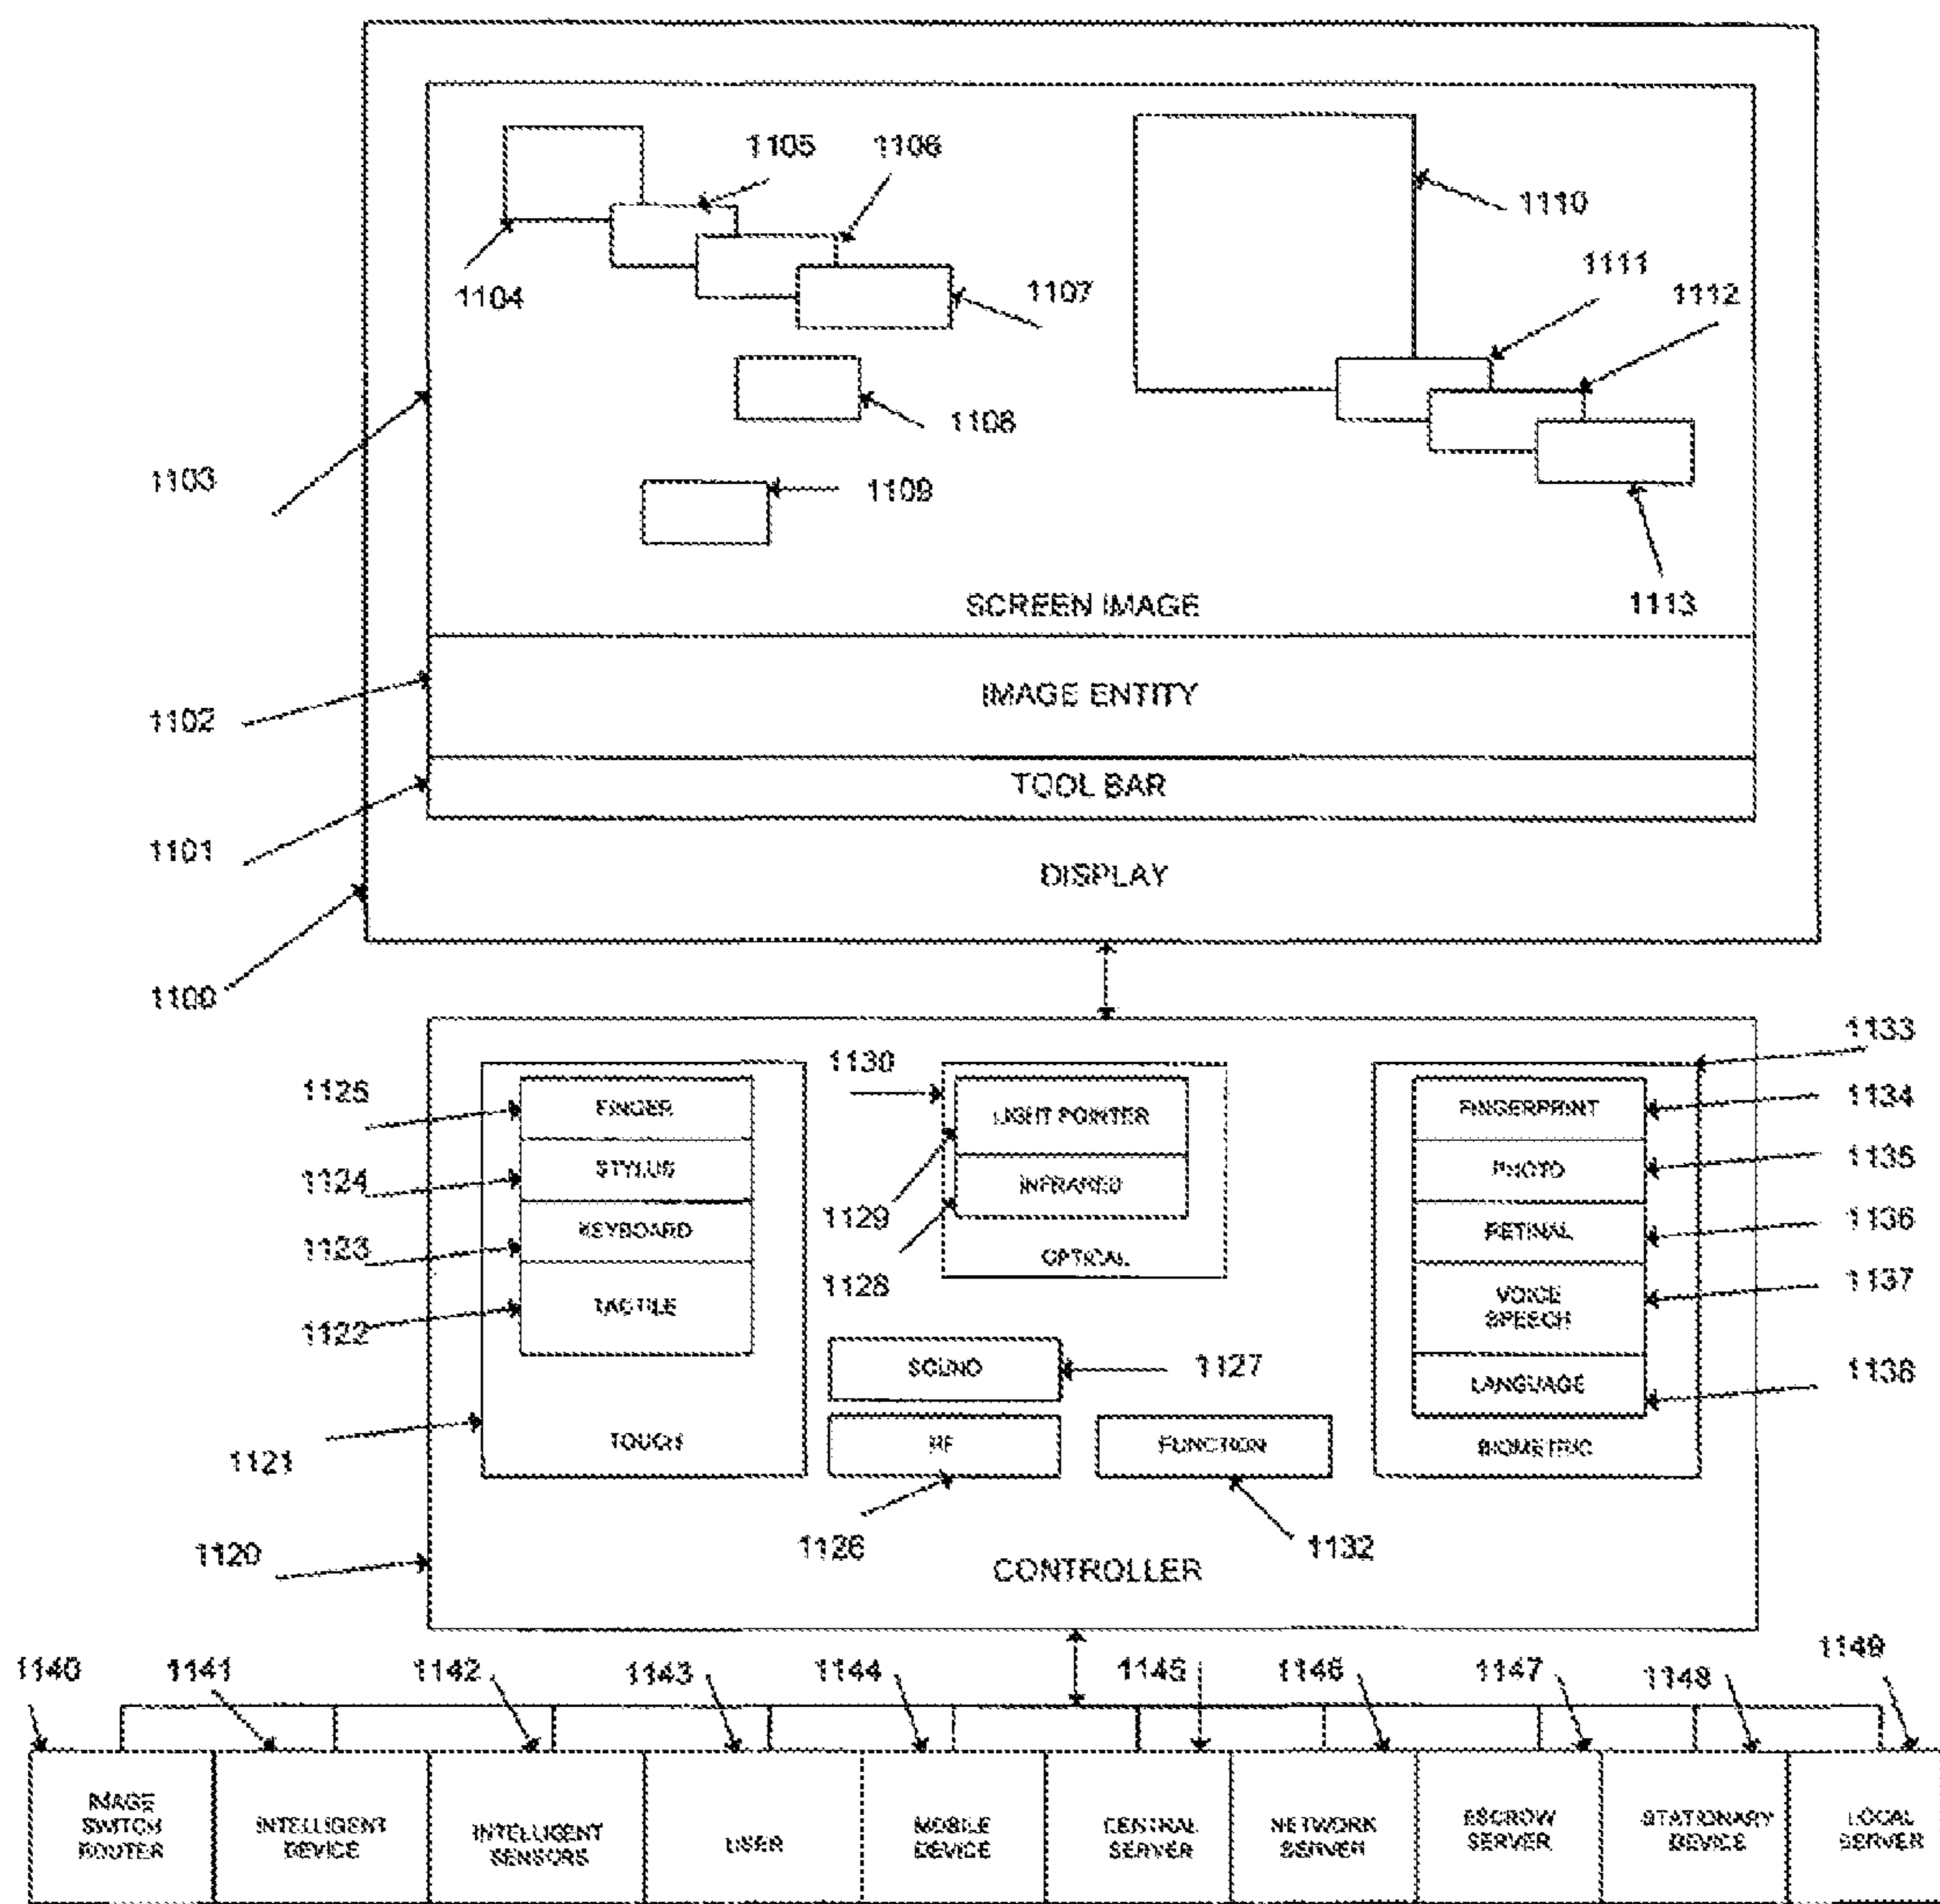 1105
1106
1110
1104
1107
1111
1112
1108
1103
1109
SCREEN IMAGE
1113
IMAGE ENTITY
1102
TOOL BAR
1101
DISPLAY
1100
1133
1130
1125
FINGER
LIGHT POINTER
FINGERPRINT
1134
1124
STYLUS
INFRARED
PHOTO
1135
1129
1123
KEYBOARD
RETINAL
1136
OPTICAL
1128
1122
TACTILE
VOICE
SPEECH
1137
SOUND
1127
LANGUAGE
1138
TOUCH
RF
FUNCTION
BIOMETRIC
1121
1126
1132
1120
CONTROLLER
1140
1141
1142
1143
1144
1145
1146
1147
1148
1149
IMAGE
SWITCH
ROUTER
INTELLIGENT
DEVICE
INTELLIGENT
SENSORS
USER
MOBILE
DEVICE
CENTRAL
SERVER
NETWORK
SERVER
ESCROW
SERVER
STATIONARY
DEVICE
LOCAL
SERVER